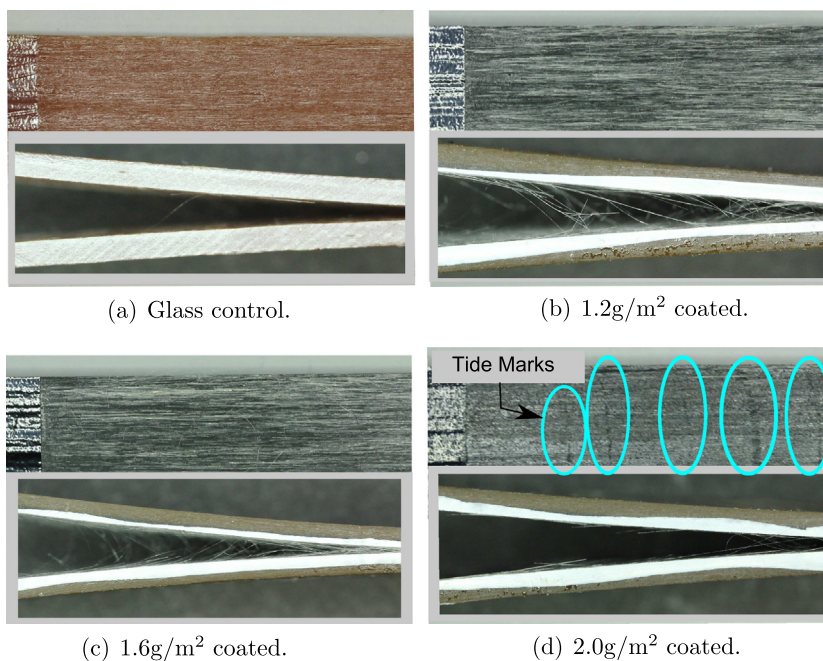 (a) Glass control.
(b) 1.2g/m² coated.
Tide Marks
(c) 1.6g/m² coated.
(d) 2.0g/m² coated.